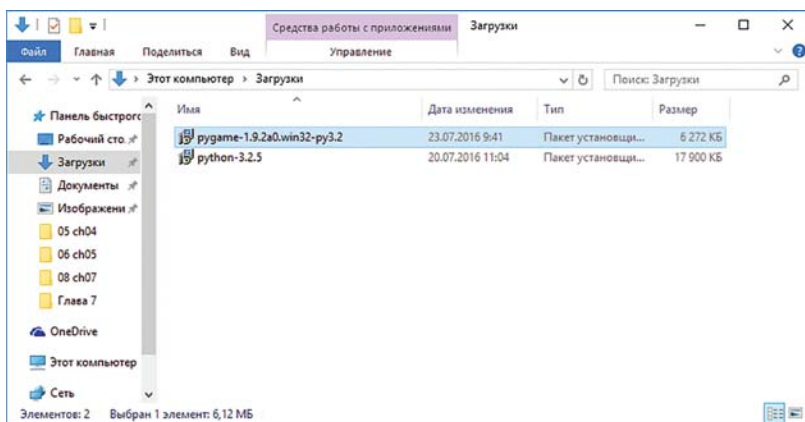 Средства работы с приложениями Загрузки
Файл Главная Поделиться Вид Управление
Этот компьютер Загрузки Поиск: Загрузки
Имя Дата изменения Тип Размер
pygame-1.9.2a0.win32-py3.2 23.07.2016 9:41 Пакет установщи... 6 272 КБ
python-3.2.5 20.07.2016 11:04 Пакет установщи... 17 900 КБ
Панель быстрого
Рабочий сто
Загрузки
Документы
Изображени
05 ch04
06 ch05
08 ch07
Глава 7
OneDrive
Этот компьютер
Сеть
Элементов: 2 Выбран 1 элемент: 6,12 МБ